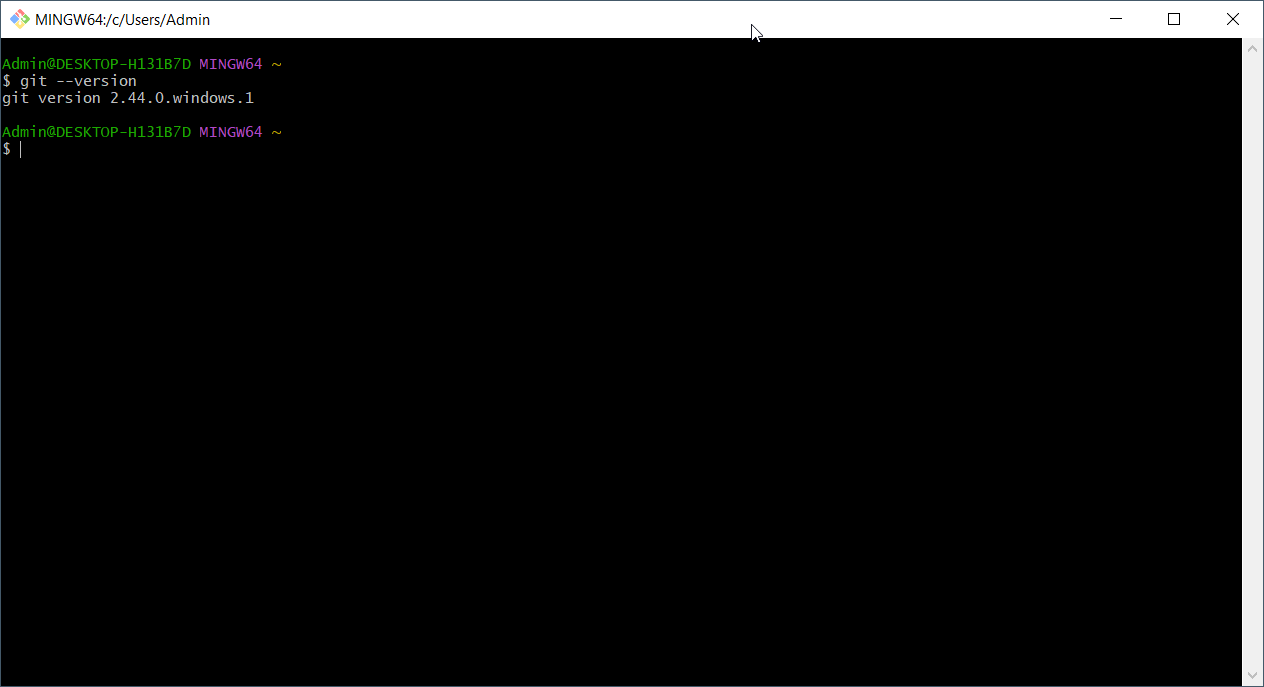 MINGW64:/c/Users/Admin
Admin@DESKTOP-H131B7D MINGW64 ~
$ git --version
git version 2.44.0.windows.1
Admin@DESKTOP-H131B7D MINGW64 ~
$